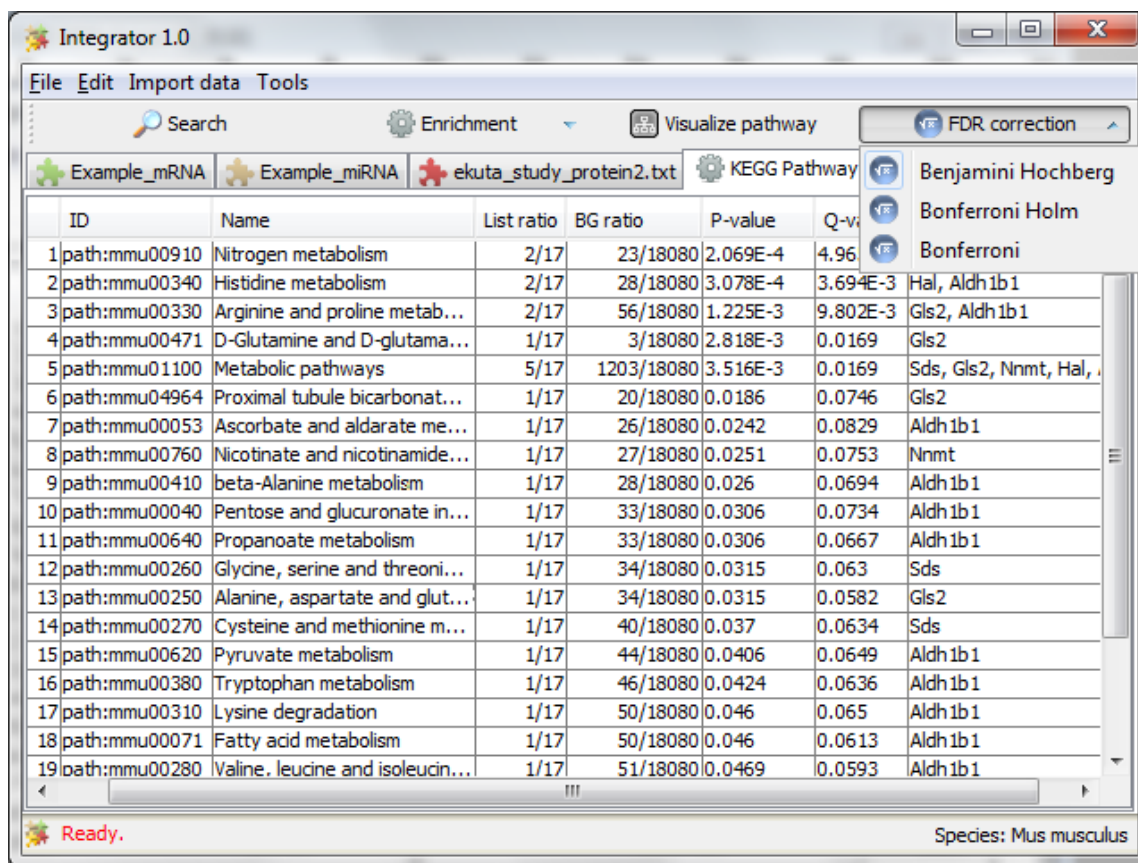 Integrator 1.0
File Edit Import data Tools
Search Enrichment Visualize pathway FDR correction
Example_mRNA Example_miRNA ekuta_study_protein2.txt KEGG Pathway
Benjamini Hochberg
Bonferroni Holm
Bonferroni
ID Name List ratio BG ratio P-value Q-va
1 path:mmu00910 Nitrogen metabolism 2/17 23/18080 2.069E-4 4.96
2 path:mmu00340 Histidine metabolism 2/17 28/18080 3.078E-4 3.694E-3 Hal, Aldh1b1
3 path:mmu00330 Arginine and proline metab... 2/17 56/18080 1.225E-3 9.802E-3 Gls2, Aldh1b1
4 path:mmu00471 D-Glutamine and D-glutama... 1/17 3/18080 2.818E-3 0.0169 Gls2
5 path:mmu01100 Metabolic pathways 5/17 1203/18080 3.516E-3 0.0169 Sds, Gls2, Nnmt, Hal,
6 path:mmu04964 Proximal tubule bicarbonat... 1/17 20/18080 0.0186 0.0746 Gls2
7 path:mmu00053 Ascorbate and aldarate me... 1/17 26/18080 0.0242 0.0829 Aldh1b1
8 path:mmu00760 Nicotinate and nicotinamide... 1/17 27/18080 0.0251 0.0753 Nnmt
9 path:mmu00410 beta-Alanine metabolism 1/17 28/18080 0.026 0.0694 Aldh1b1
10 path:mmu00040 Pentose and glucuronate in... 1/17 33/18080 0.0306 0.0734 Aldh1b1
11 path:mmu00640 Propanoate metabolism 1/17 33/18080 0.0306 0.0667 Aldh1b1
12 path:mmu00260 Glycine, serine and threoni... 1/17 34/18080 0.0315 0.063 Sds
13 path:mmu00250 Alanine, aspartate and glut... 1/17 34/18080 0.0315 0.0582 Gls2
14 path:mmu00270 Cysteine and methionine m... 1/17 40/18080 0.037 0.0634 Sds
15 path:mmu00620 Pyruvate metabolism 1/17 44/18080 0.0406 0.0649 Aldh1b1
16 path:mmu00380 Tryptophan metabolism 1/17 46/18080 0.0424 0.0636 Aldh1b1
17 path:mmu00310 Lysine degradation 1/17 50/18080 0.046 0.065 Aldh1b1
18 path:mmu00071 Fatty acid metabolism 1/17 50/18080 0.046 0.0613 Aldh1b1
19 path:mmu00280 Valine, leucine and isoleucin... 1/17 51/18080 0.0469 0.0593 Aldh1b1
Ready. Species: Mus musculus